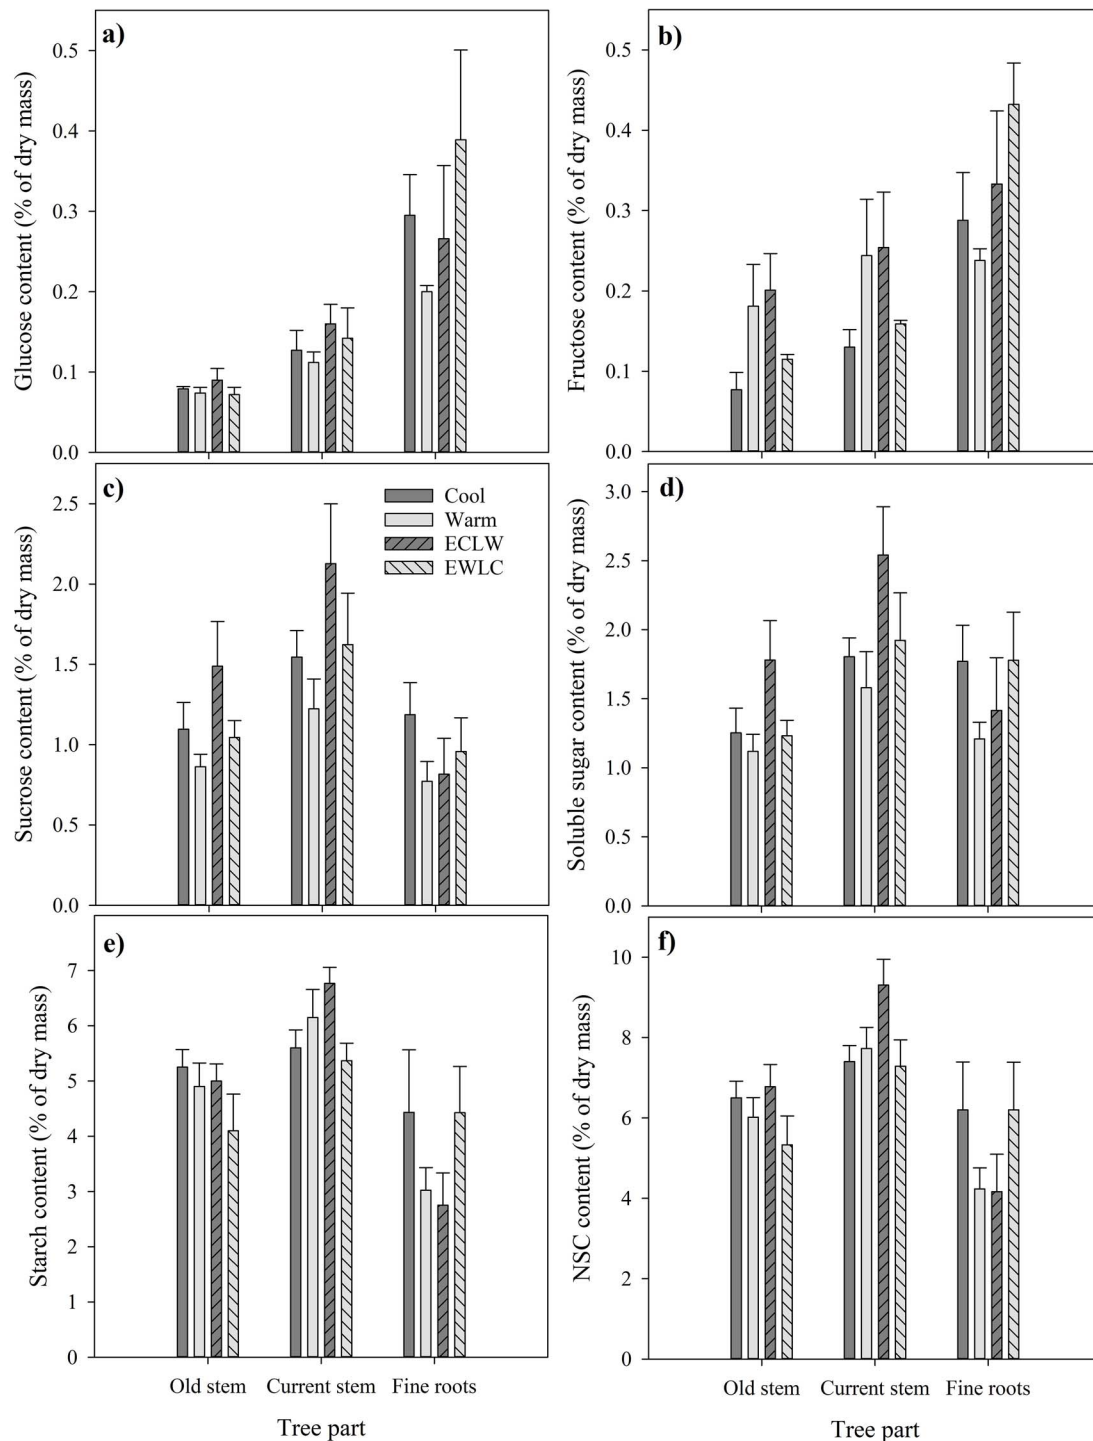 a)
Glucose content (% of dry mass)
0.5
0.4
0.3
0.2
0.1
0.0
b)
Fructose content (% of dry mass)
0.5
0.4
0.3
0.2
0.1
0.0
c)
Sucrose content (% of dry mass)
2.5
2.0
1.5
1.0
0.5
0.0
Cool
Warm
ECLW
EWLC
d)
Soluble sugar content (% of dry mass)
3.0
2.5
2.0
1.5
1.0
0.5
0.0
e)
Starch content (% of dry mass)
7
6
5
4
3
2
1
0
Old stem Current stem Fine roots
Tree part
f)
NSC content (% of dry mass)
10
8
6
4
2
0
Old stem Current stem Fine roots
Tree part